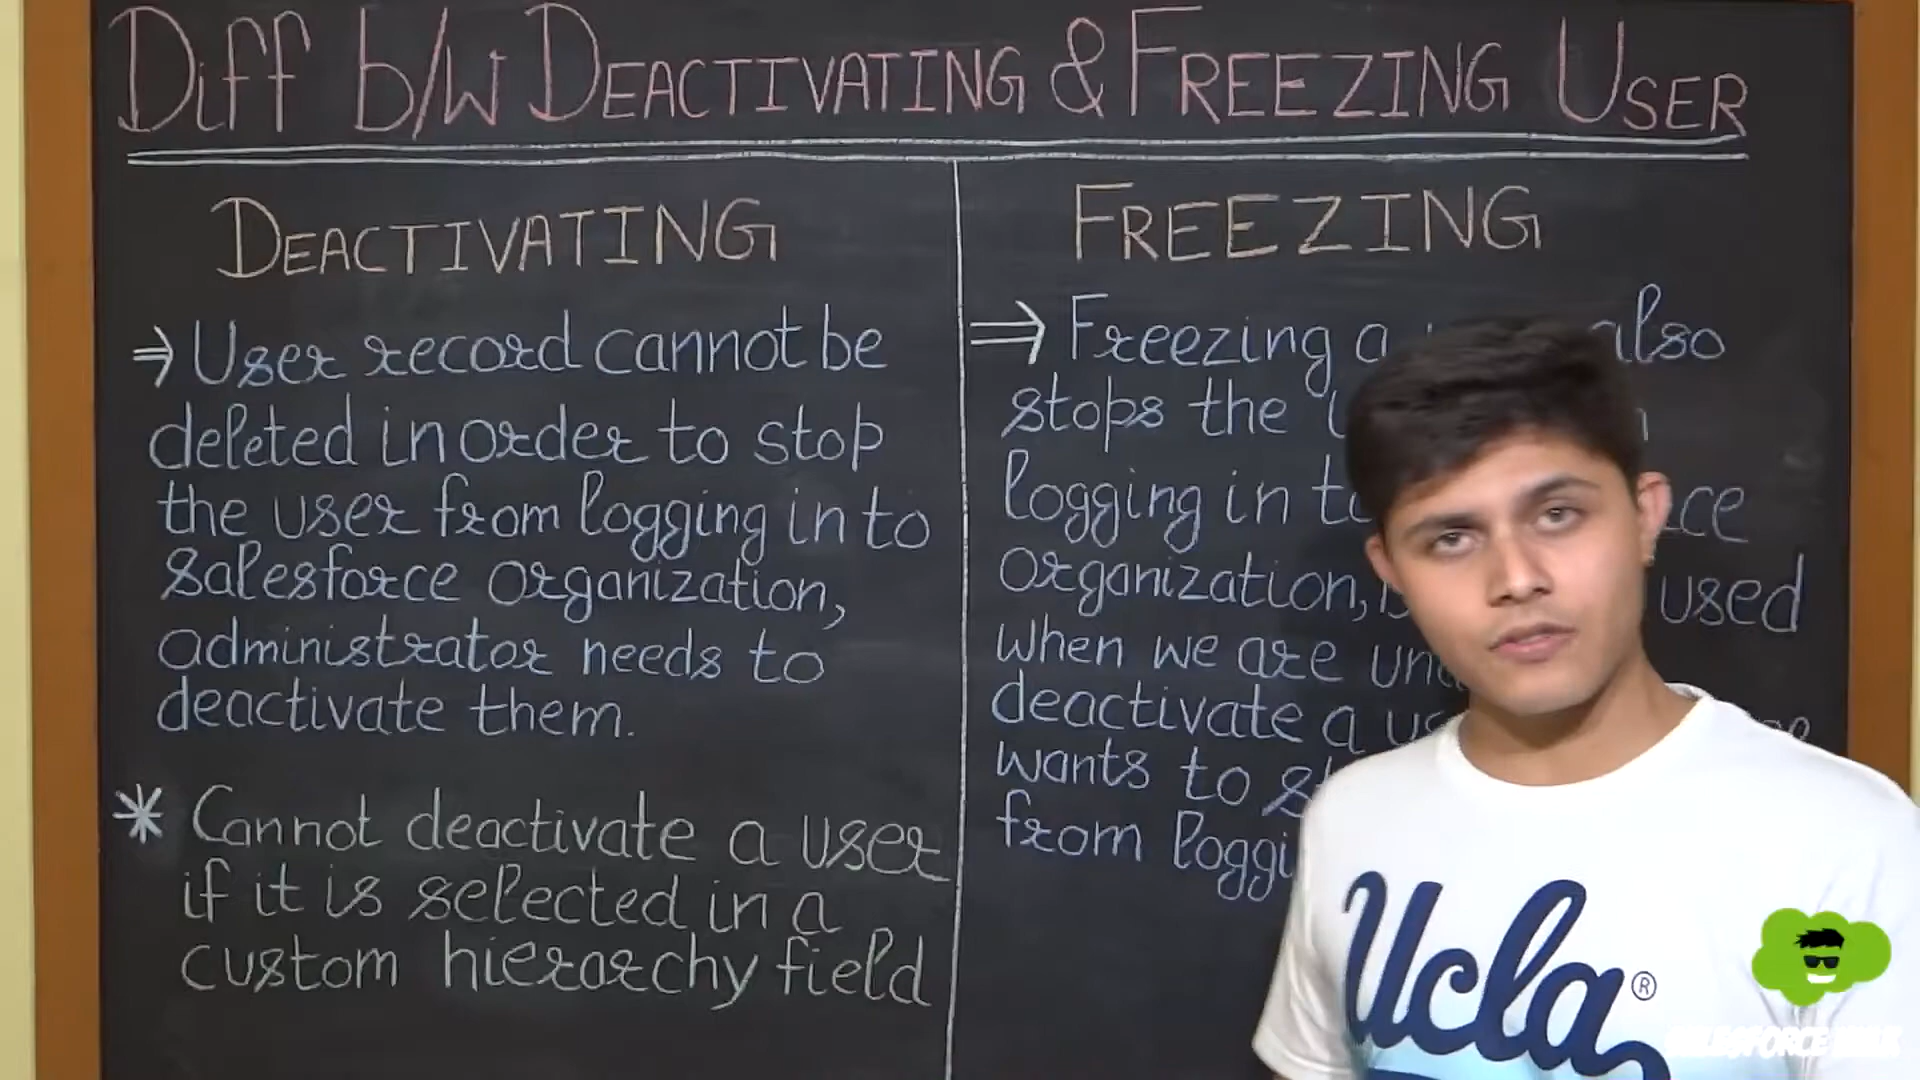 Diff b/w DEACTIVATING & FREEZING USER
DEACTIVATING
⇒ User record cannot be
deleted in order to stop
the user from logging in to
salesforce organization,
administrator needs to
deactivate them.
* Cannot deactivate a user
if it is selected in a
custom hierarchy field
FREEZING
⇒ Freezing a also
stops the
logging in
organization, used
when we are
deactivate a
wants to
from
Ucla ®